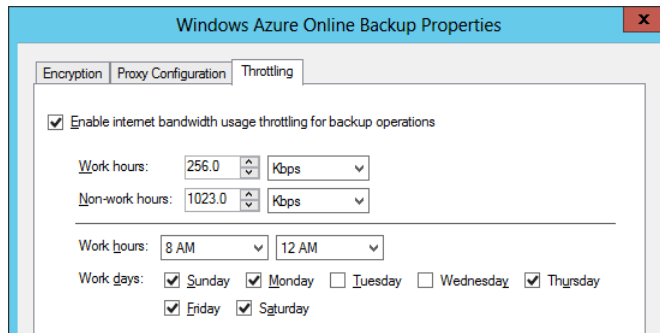 Windows Azure Online Backup Properties
x
Encryption Proxy Configuration Throttling
Enable internet bandwidth usage throttling for backup operations
Work hours: 256.0 Kbps
Non-work hours: 1023.0 Kbps
Work hours: 8 AM 12 AM
Work days: Sunday Monday Tuesday Wednesday Thursday
Friday Saturday